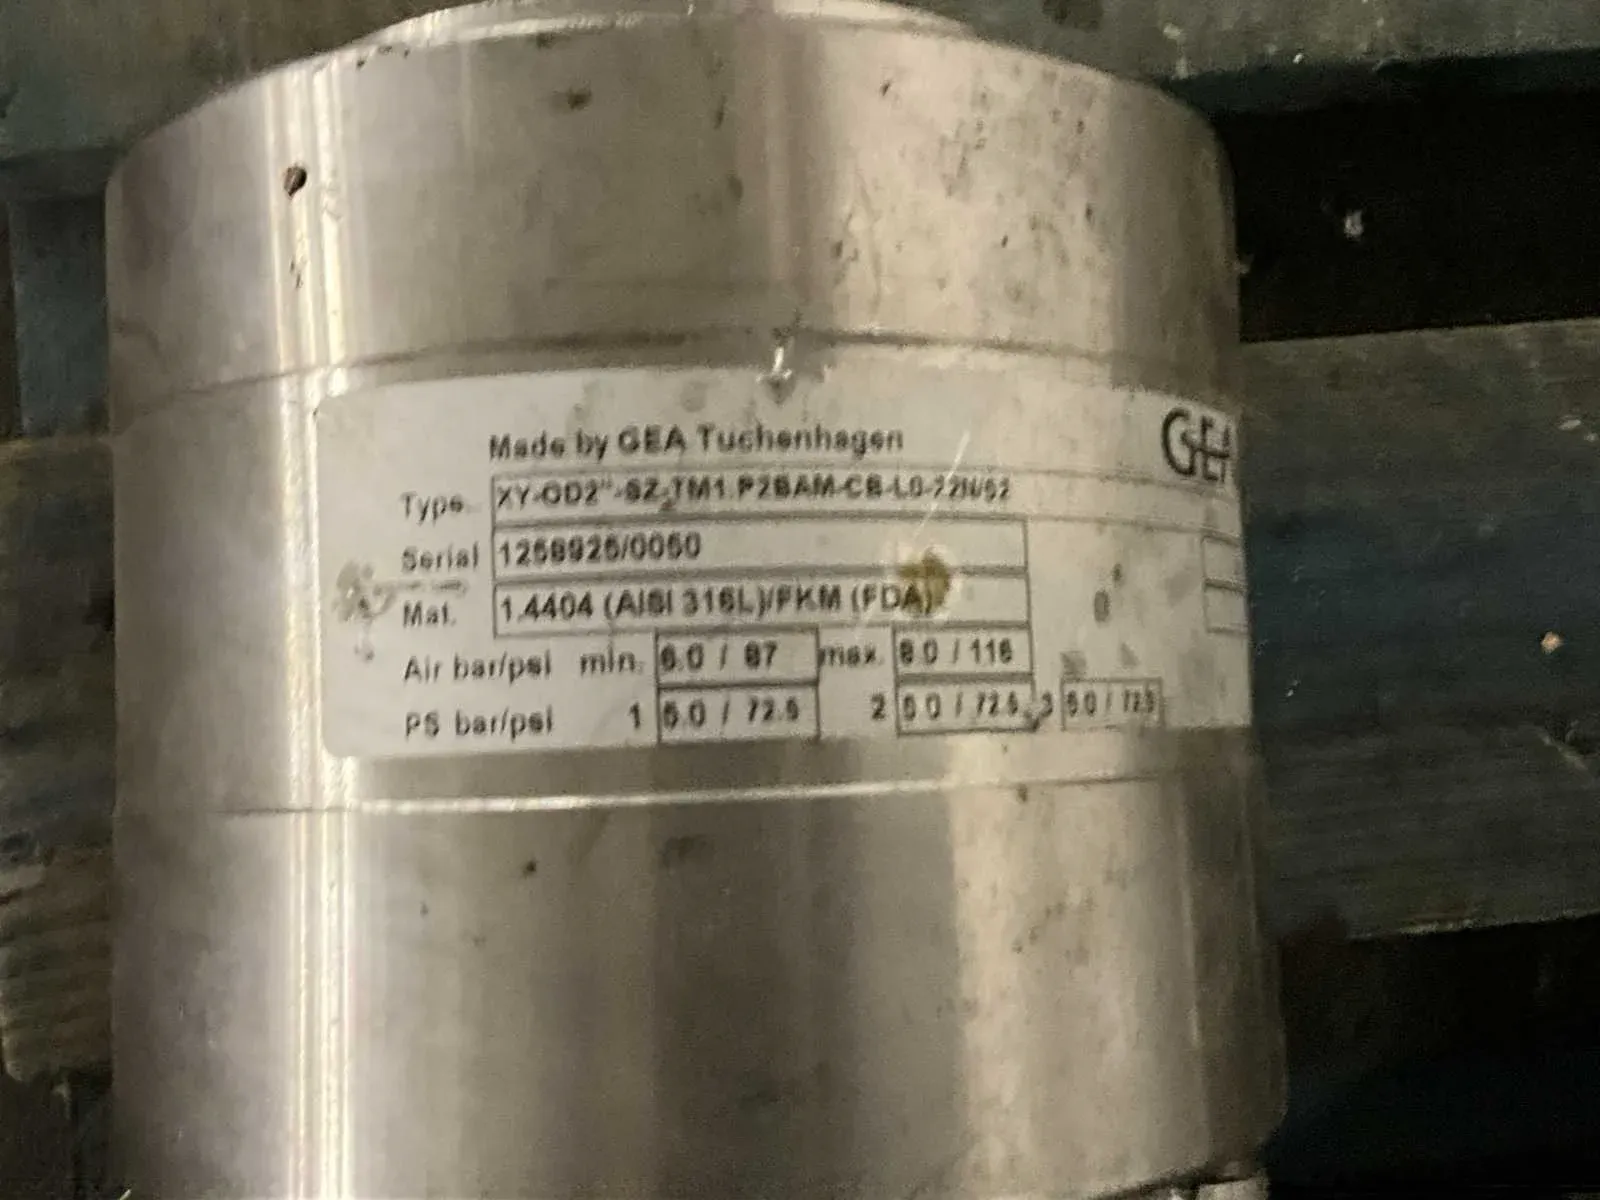 Made by GEA Tuchenhagen
GEA
Type XY-OD2"-SZ-TM1.P2BAM-CB-L0-22N/52
Serial 1258925/0050
Mat. 1.4404 (AISI 316L)/FKM (FDA)
Air bar/psi min. 6.0 / 87 max. 8.0 / 116
PS bar/psi 1 5.0 / 72.5 2 5.0 / 72.5 3 5.0 / 72.5